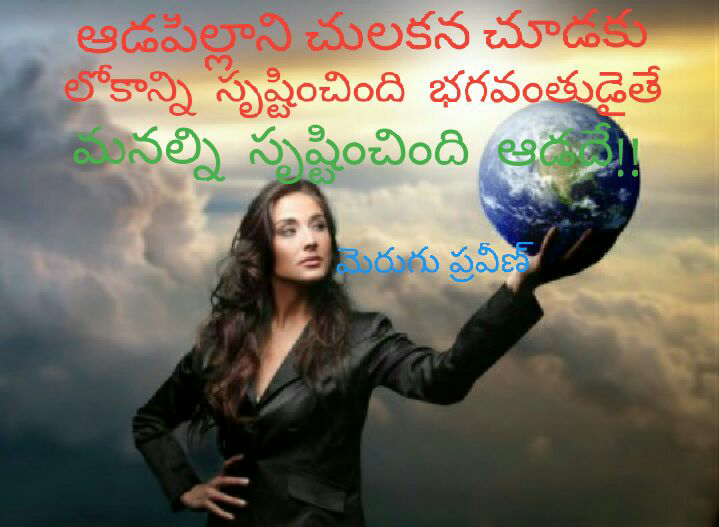 ఆడపిల్లాని చులకన చూడకు
లోకాన్ని సృష్టించింది భగవంతుడైతే
మనల్ని సృష్టించింది ఆడదే!!
మెరుగు ప్రవీణ్